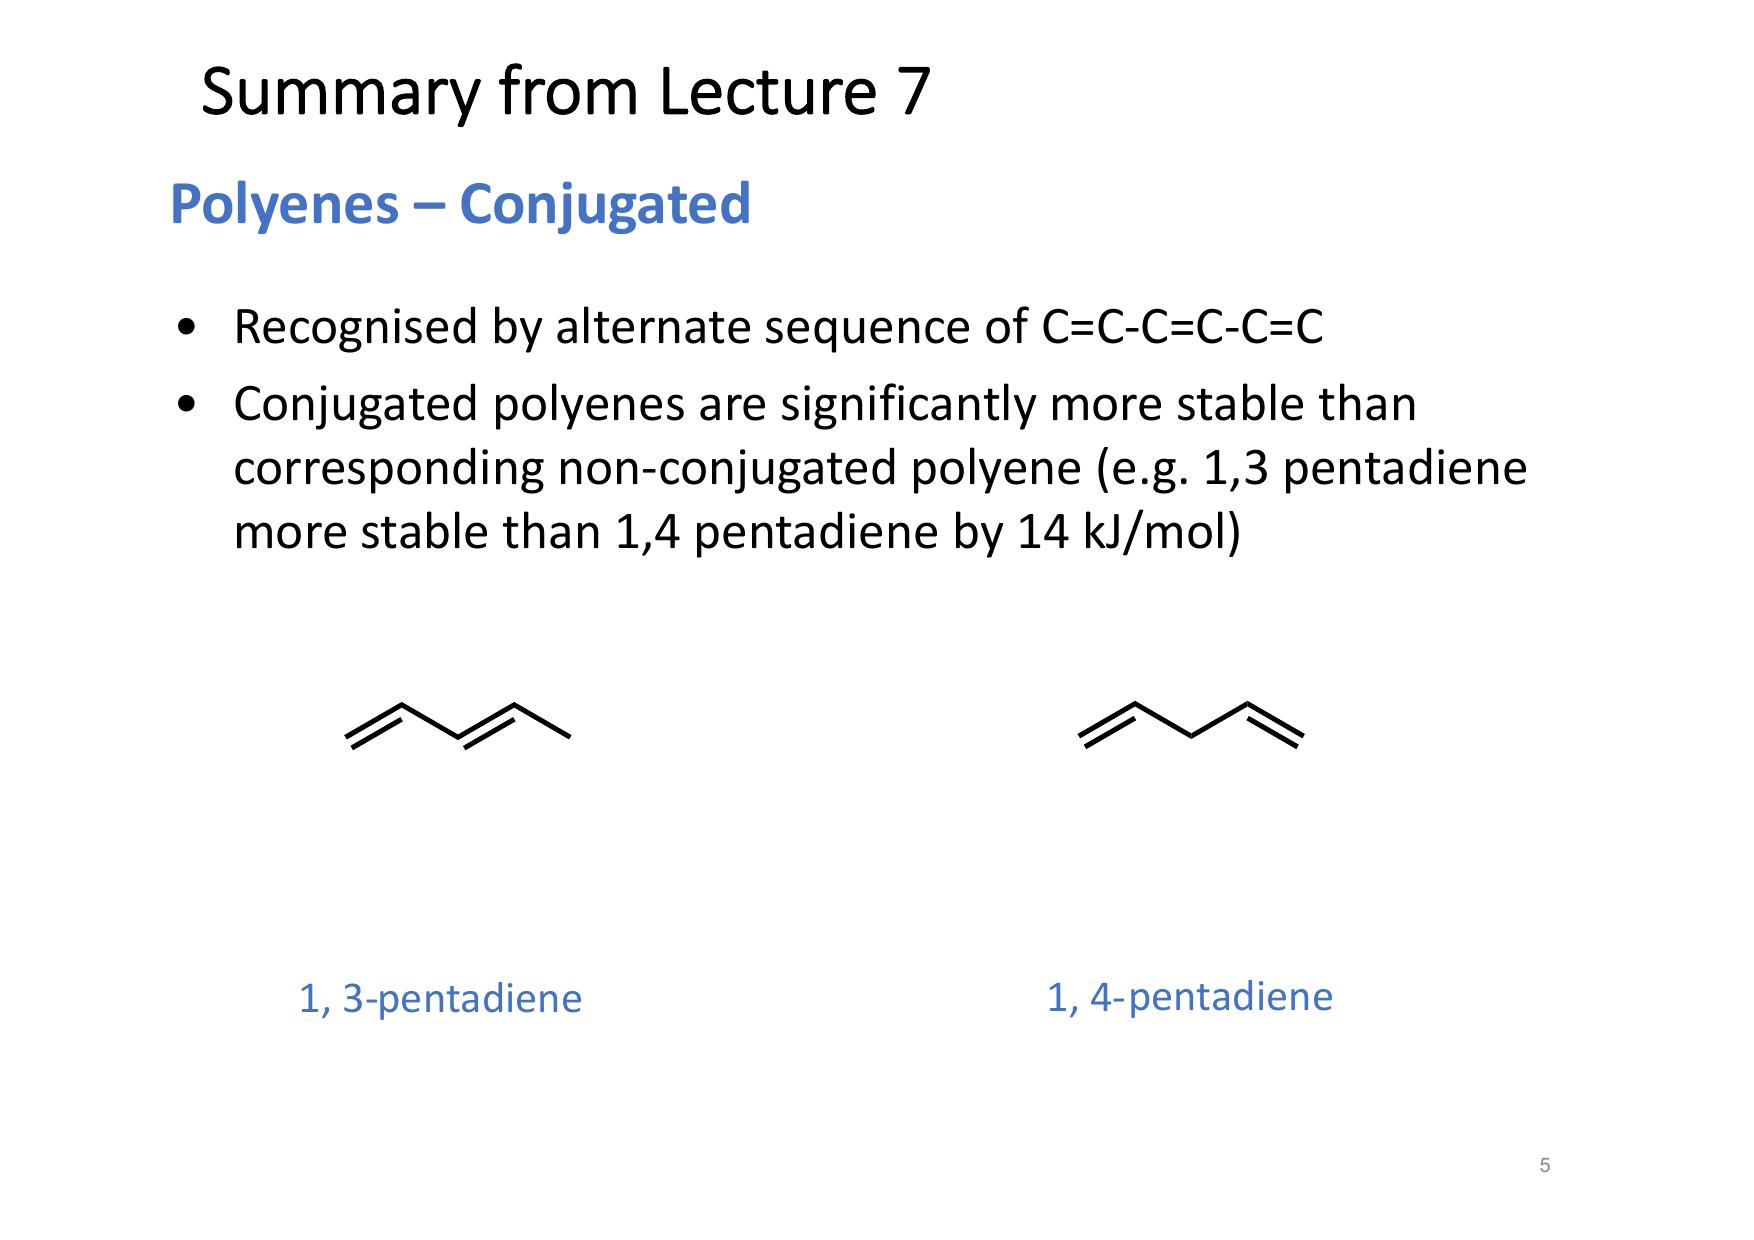 Summary from Lecture 7
Polyenes – Conjugated
• Recognised by alternate sequence of C=C-C=C-C=C
• Conjugated polyenes are significantly more stable than
corresponding non-conjugated polyene (e.g. 1,3 pentadiene
more stable than 1,4 pentadiene by 14 kJ/mol)
1, 3-pentadiene
1, 4-pentadiene
5